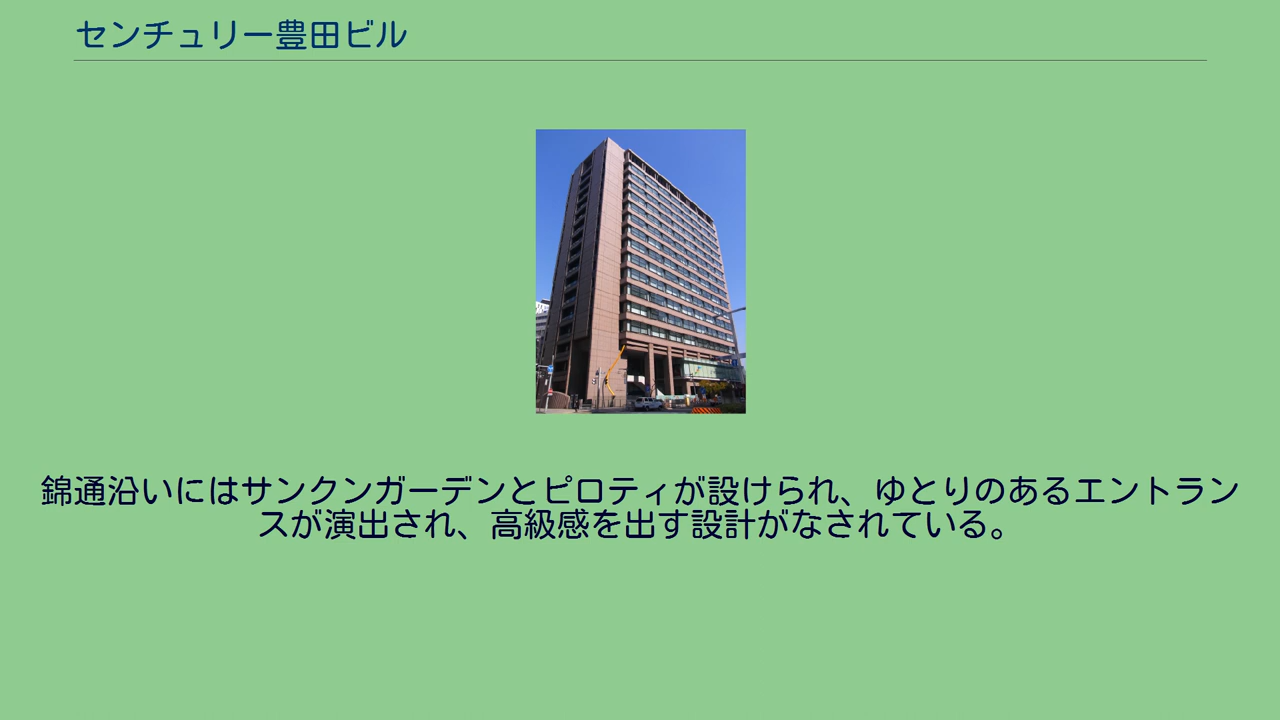 センチュリー豊田ビル
錦通沿いにはサンクンガーデンとピロティが設けられ、ゆとりのあるエントラン
スが演出され、高級感を出す設計がなされている。